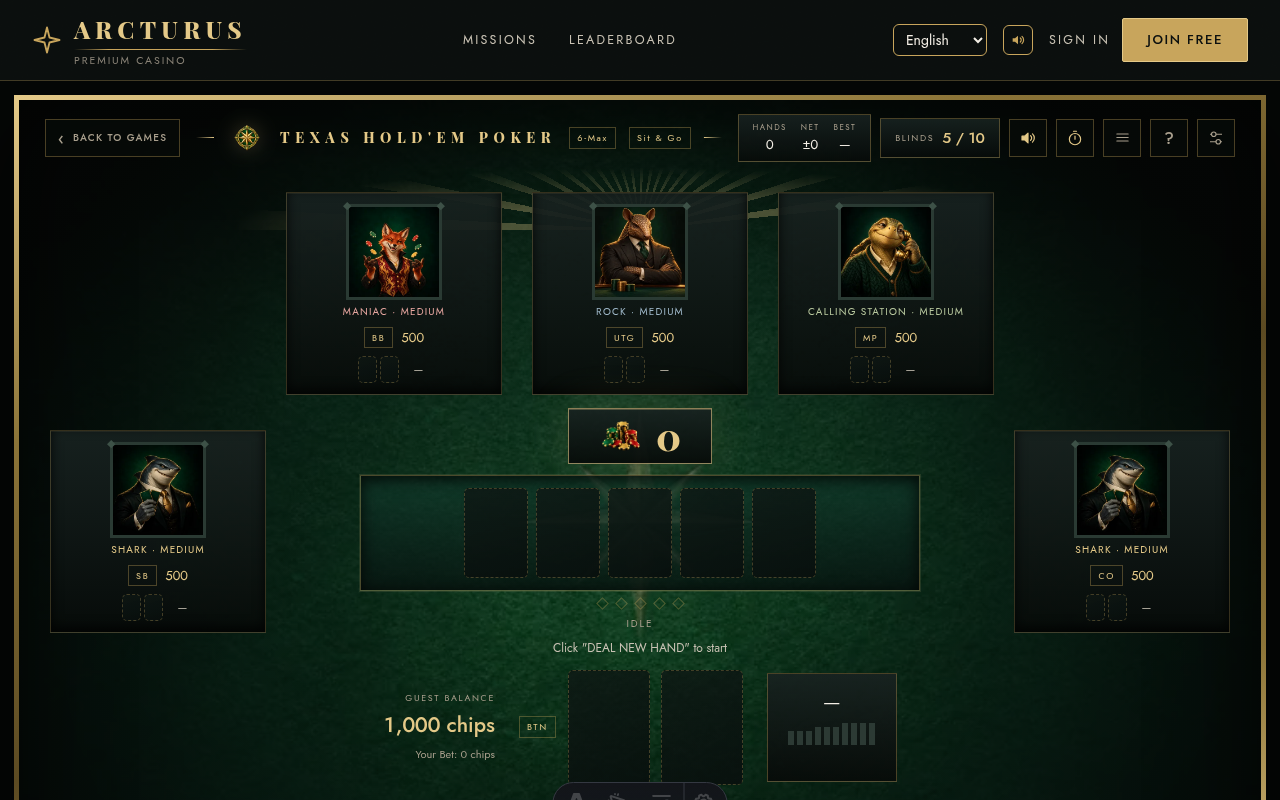 ARCTURUS
PREMIUM CASINO
MISSIONS
LEADERBOARD
English
SIGN IN
JOIN FREE
‹ BACK TO GAMES
TEXAS HOLD'EM POKER
6-Max
Sit & Go
HANDS NET BEST
0 ±0 —
BLINDS 5 / 10
?
MANIAC · MEDIUM
BB 500
—
ROCK · MEDIUM
UTG 500
—
CALLING STATION · MEDIUM
MP 500
—
0
SHARK · MEDIUM
SB 500
—
SHARK · MEDIUM
CO 500
—
IDLE
Click "DEAL NEW HAND" to start
GUEST BALANCE
1,000 chips
Your Bet: 0 chips
BTN
—